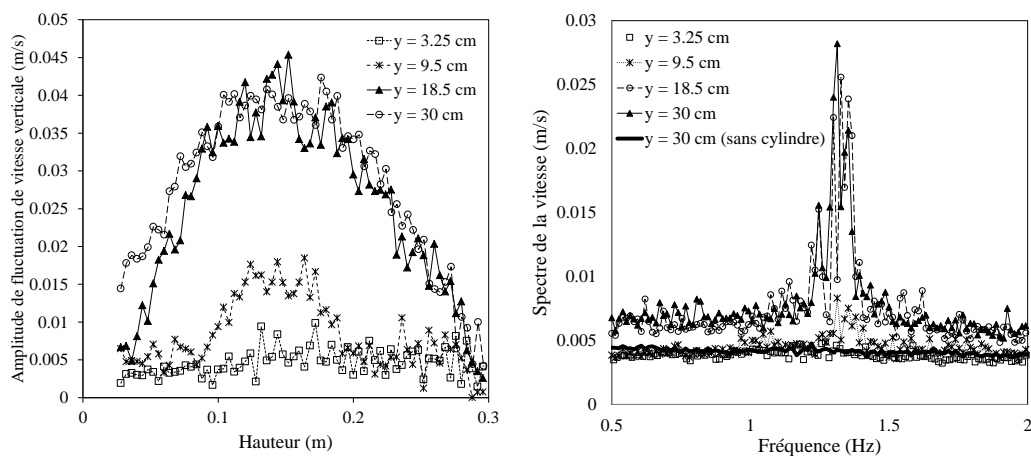 Amplitude de fluctuation de vitesse verticale (m/s)
0.05
0.045
0.04
0.035
0.03
0.025
0.02
0.015
0.01
0.005
0
0
0.1
0.2
0.3
Hauteur (m)
y = 3.25 cm
y = 9.5 cm
y = 18.5 cm
y = 30 cm
Spectre de la vitesse (m/s)
0.03
0.025
0.02
0.015
0.01
0.005
0
0.5
1
1.5
2
Fréquence (Hz)
y = 3.25 cm
y = 9.5 cm
y = 18.5 cm
y = 30 cm
y = 30 cm (sans cylindre)